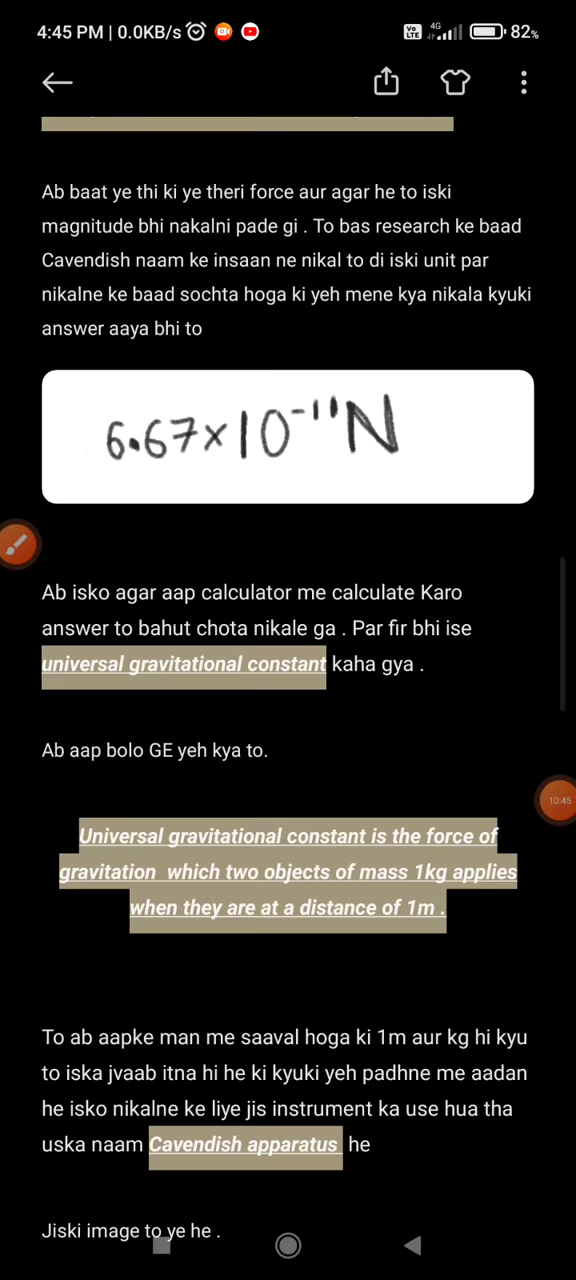 4:45 PM | 0.0KB/s
Vo LTE 4G 82%
Ab baat ye thi ki ye theri force aur agar he to iski
magnitude bhi nakalni pade gi . To bas research ke baad
Cavendish naam ke insaan ne nikal to di iski unit par
nikalne ke baad sochta hoga ki yeh mene kya nikala kyuki
answer aaya bhi to
6.67×10⁻¹¹N
Ab isko agar aap calculator me calculate Karo
answer to bahut chota nikale ga . Par fir bhi ise
universal gravitational constant kaha gya .
Ab aap bolo GE yeh kya to.
10:45
Universal gravitational constant is the force of
gravitation which two objects of mass 1kg applies
when they are at a distance of 1m .
To ab aapke man me saaval hoga ki 1m aur kg hi kyu
to iska jvaab itna hi he ki kyuki yeh padhne me aadan
he isko nikalne ke liye jis instrument ka use hua tha
uska naam Cavendish apparatus he
Jiski image to ye he .